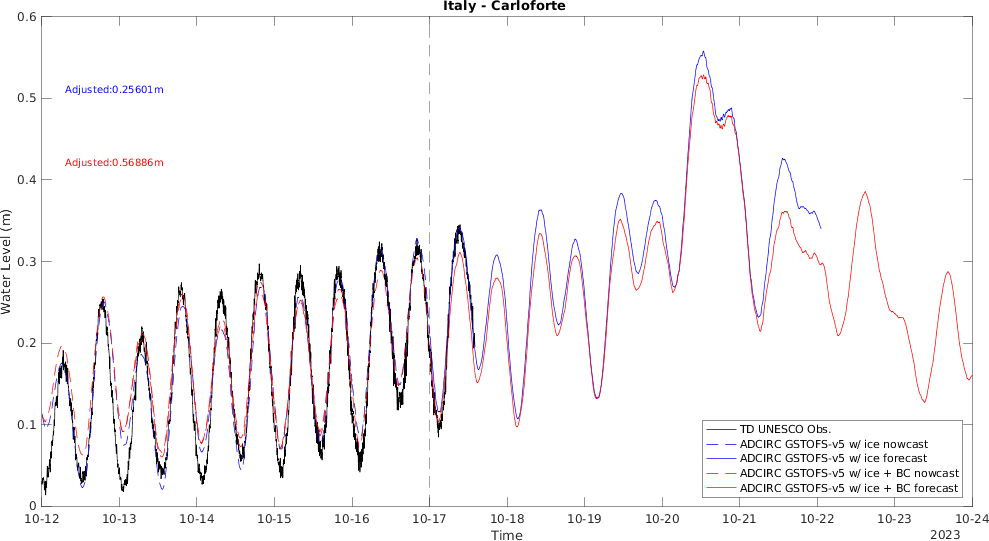 Italy - Carloforte
Water Level (m)
0.6
0.5
0.4
0.3
0.2
0.1
0
Adjusted:0.25601m
Adjusted:0.56886m
TD UNESCO Obs.
ADCIRC GSTOFS-v5 w/ ice nowcast
ADCIRC GSTOFS-v5 w/ ice forecast
ADCIRC GSTOFS-v5 w/ ice + BC nowcast
ADCIRC GSTOFS-v5 w/ ice + BC forecast
10-12 10-13 10-14 10-15 10-16 10-17 10-18 10-19 10-20 10-21 10-22 10-23 10-24
Time
2023